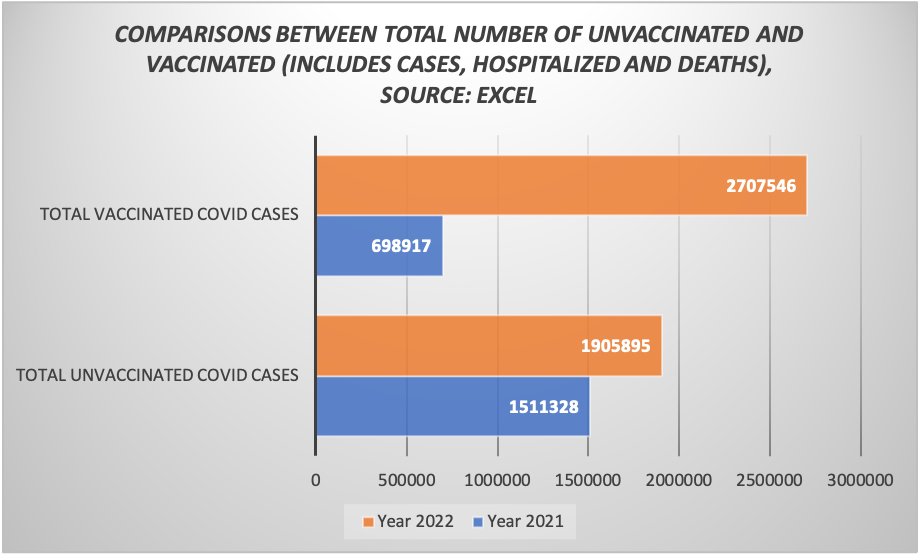 COMPARISONS BETWEEN TOTAL NUMBER OF UNVACCINATED AND
VACCINATED (INCLUDES CASES, HOSPITALIZED AND DEATHS),
SOURCE: EXCEL
TOTAL VACCINATED COVID CASES
2707546
698917
TOTAL UNVACCINATED COVID CASES
1905895
1511328
0 500000 1000000 1500000 2000000 2500000 3000000
Year 2022 Year 2021